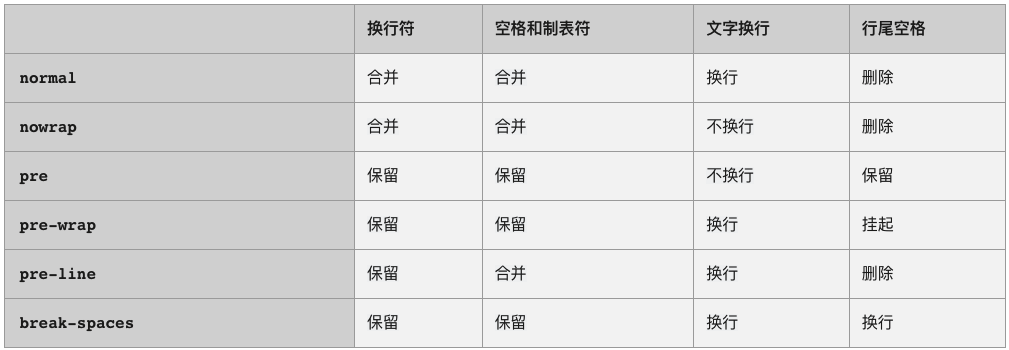 换行符 空格和制表符 文字换行 行尾空格
normal 合并 合并 换行 删除
nowrap 合并 合并 不换行 删除
pre 保留 保留 不换行 保留
pre-wrap 保留 保留 换行 挂起
pre-line 保留 合并 换行 删除
break-spaces 保留 保留 换行 换行